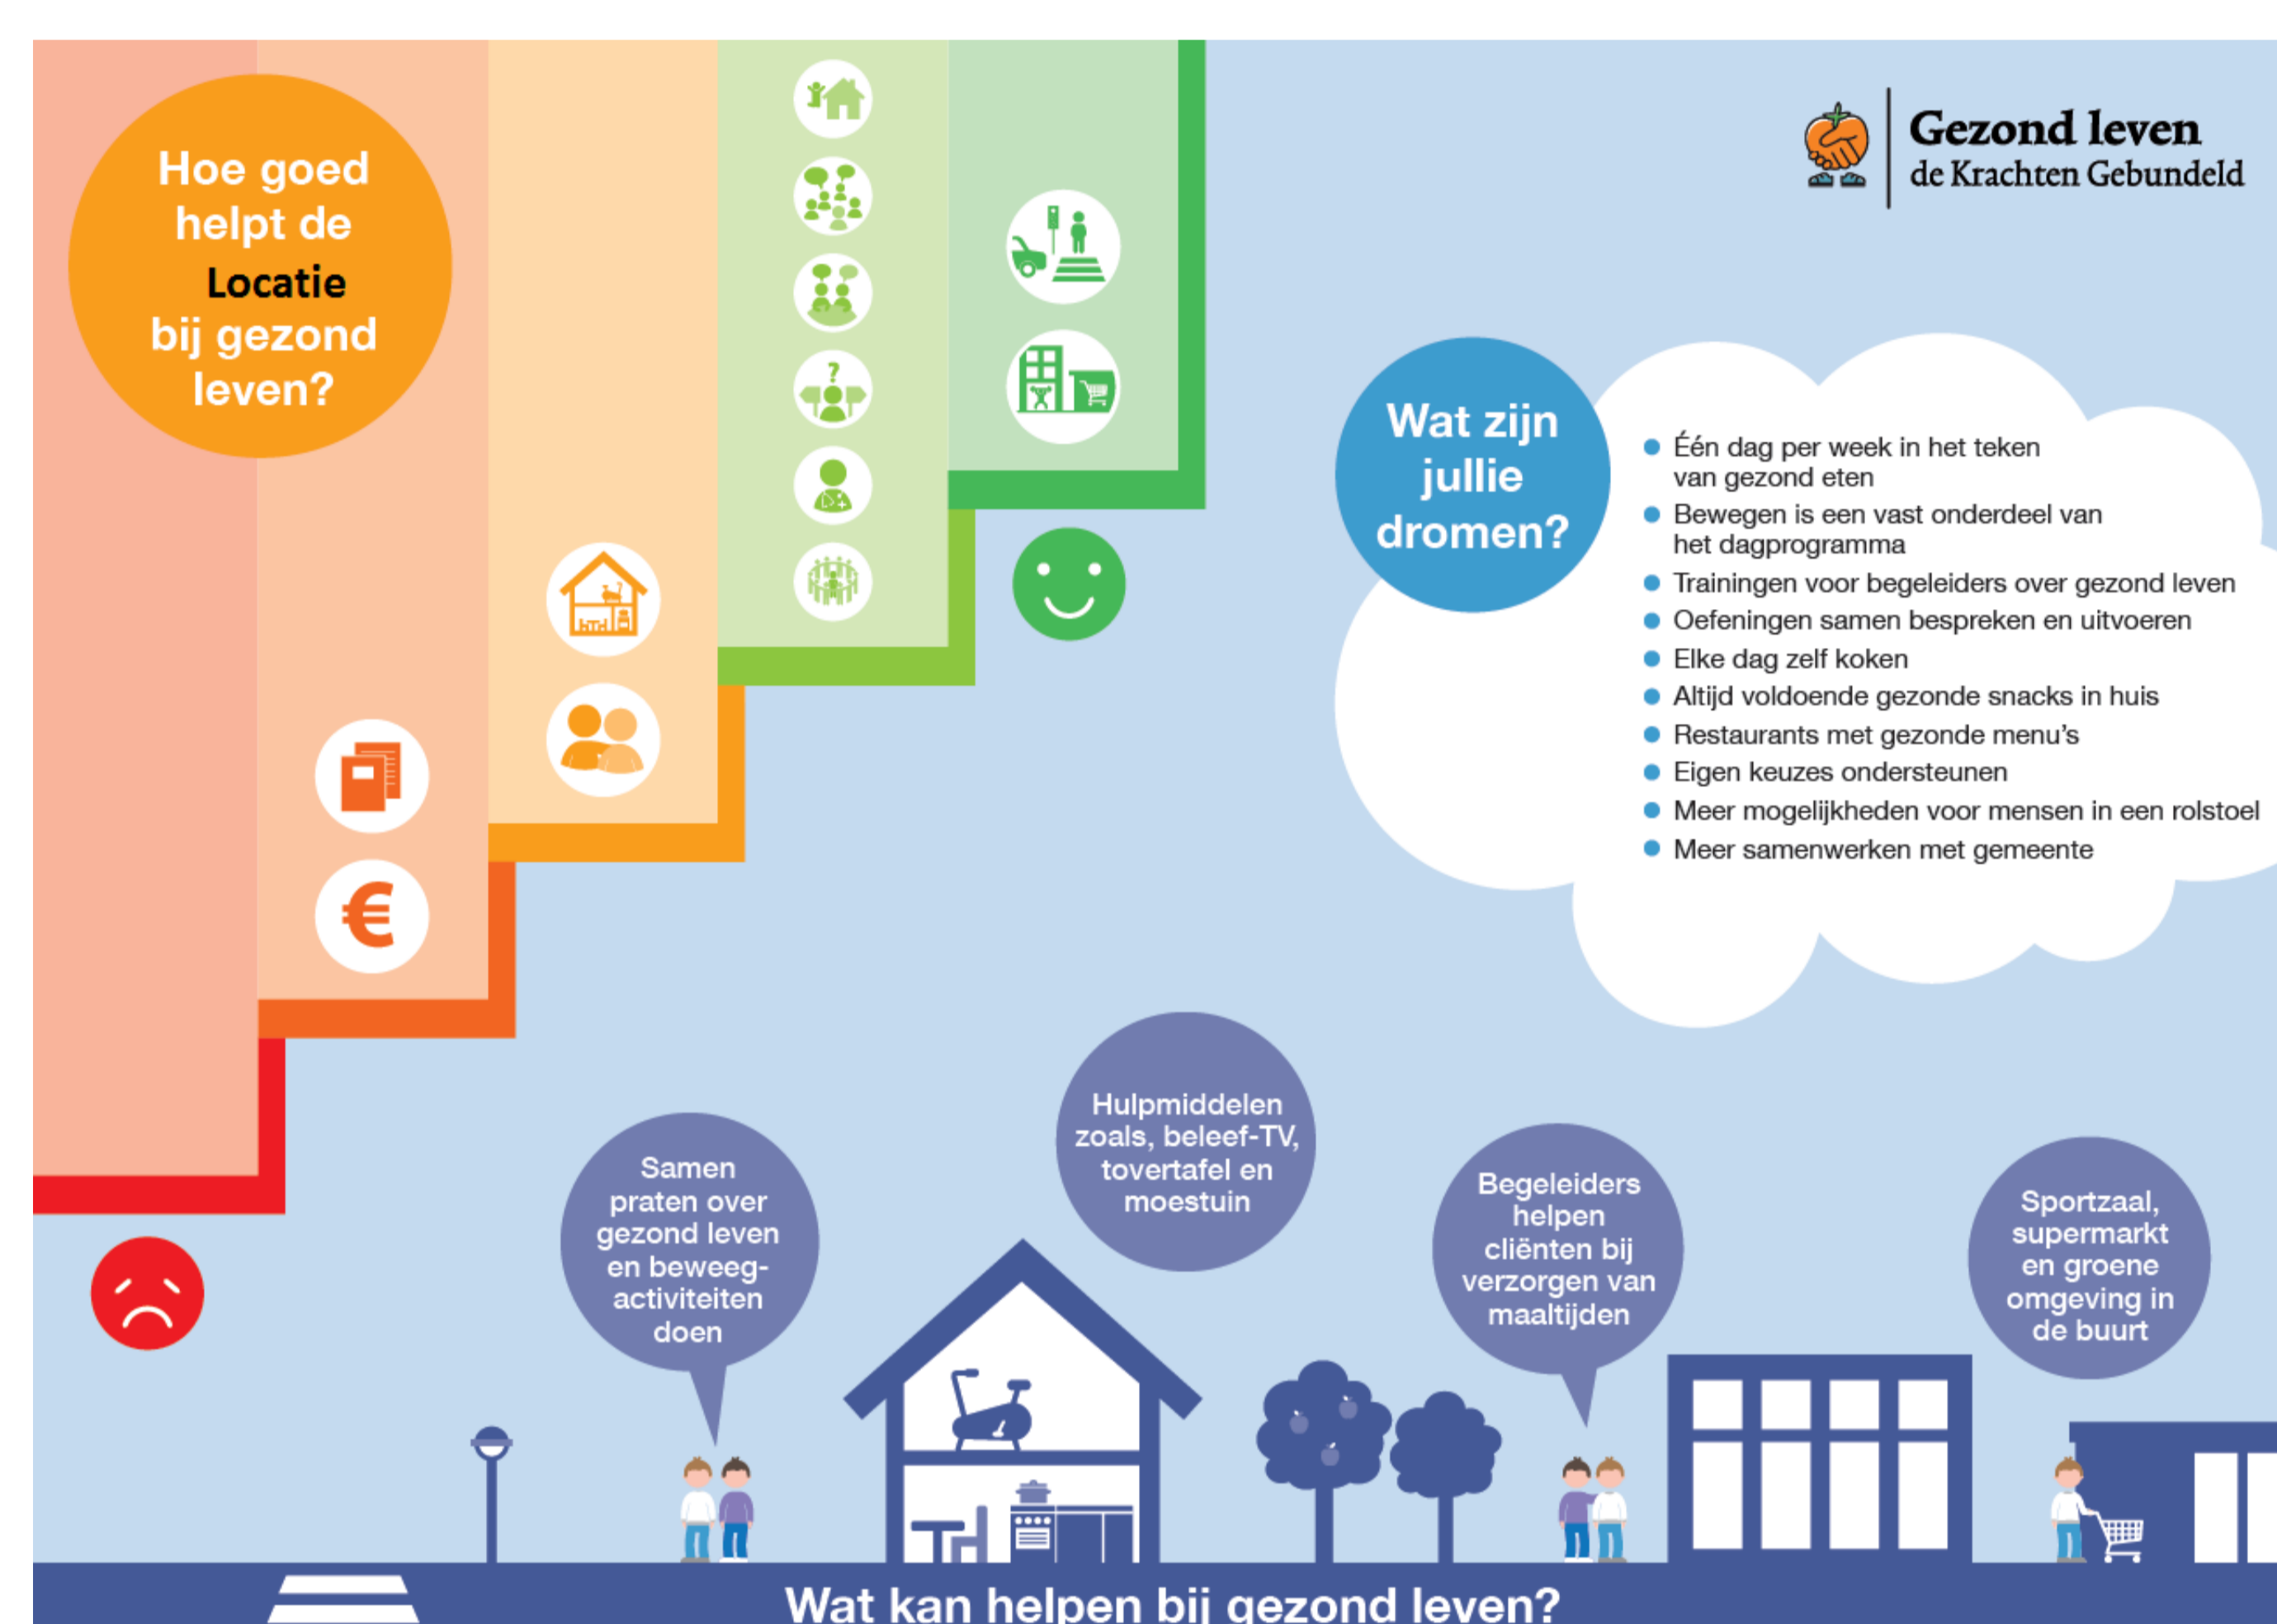 Hoe goed
helpt de
Locatie
bij gezond
leven?
?
€
Gezond leven
de Krachten Gebundeld
Wat zijn
jullie
dromen?
Één dag per week in het teken
van gezond eten
Bewegen is een vast onderdeel van
het dagprogramma
Trainingen voor begeleiders over gezond leven
Oefeningen samen bespreken en uitvoeren
Elke dag zelf koken
Altijd voldoende gezonde snacks in huis
Restaurants met gezonde menu's
Eigen keuzes ondersteunen
Meer mogelijkheden voor mensen in een rolstoel
Meer samenwerken met gemeente
Samen
praten over
gezond leven
en beweeg-
activiteiten
doen
Hulpmiddelen
zoals, beleef-TV,
tovertafel en
moestuin
Begeleiders
helpen
cliënten bij
verzorgen van
maaltijden
Sportzaal,
supermarkt
en groene
omgeving in
de buurt
Wat kan helpen bij gezond leven?